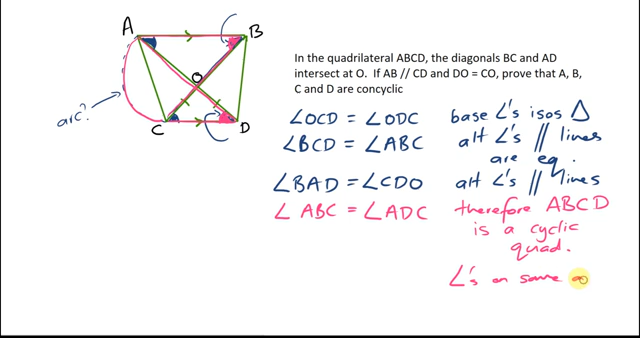 A
B
In the quadrilateral ABCD, the diagonals BC and AD
intersect at O. If AB // CD and DO = CO, prove that A, B,
C and D are concyclic
O
arc?
C
D
∠OCD = ∠ODC base ∠'s isos Δ
∠BCD = ∠ABC alt ∠'s // lines
are eq.
∠BAD = ∠CDO alt ∠'s // lines
∠ABC = ∠ADC therefore ABCD
is a cyclic
quad.
∠'s on same